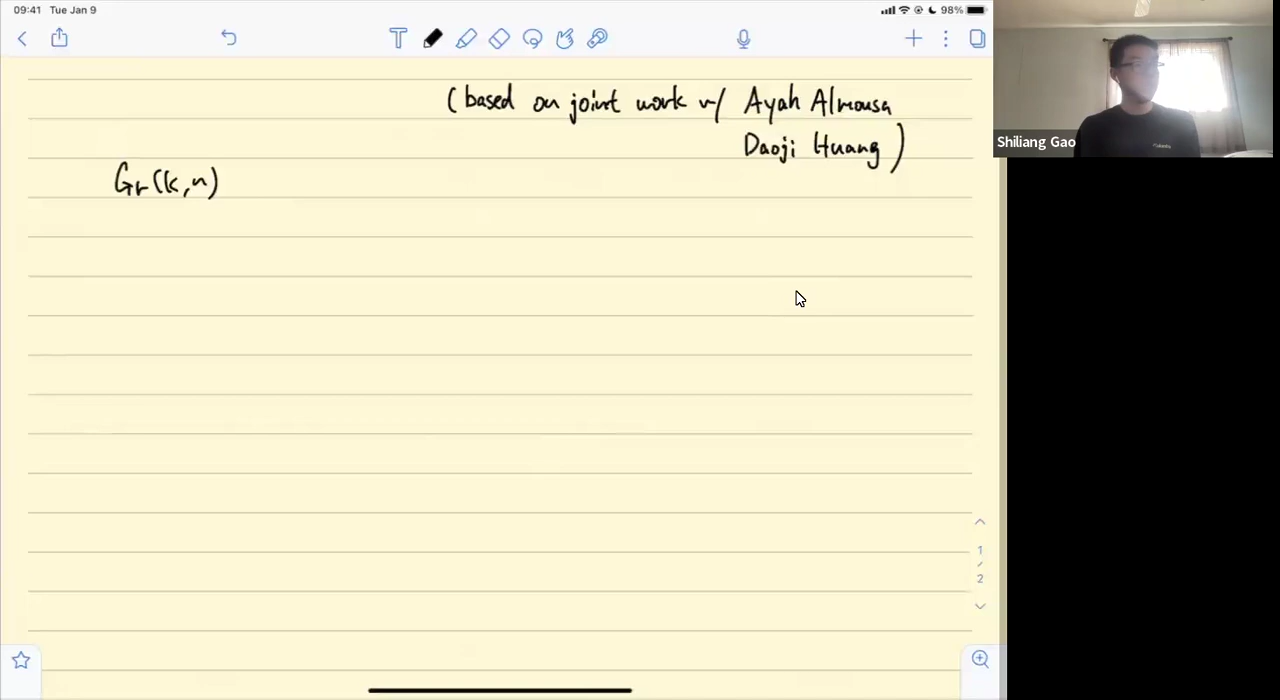 09:41 Tue Jan 9
98%
(based on joint work w/ Ayah Almousa
Daoji Huang)
Shiliang Gao
Gr(k,n)
1
/
2